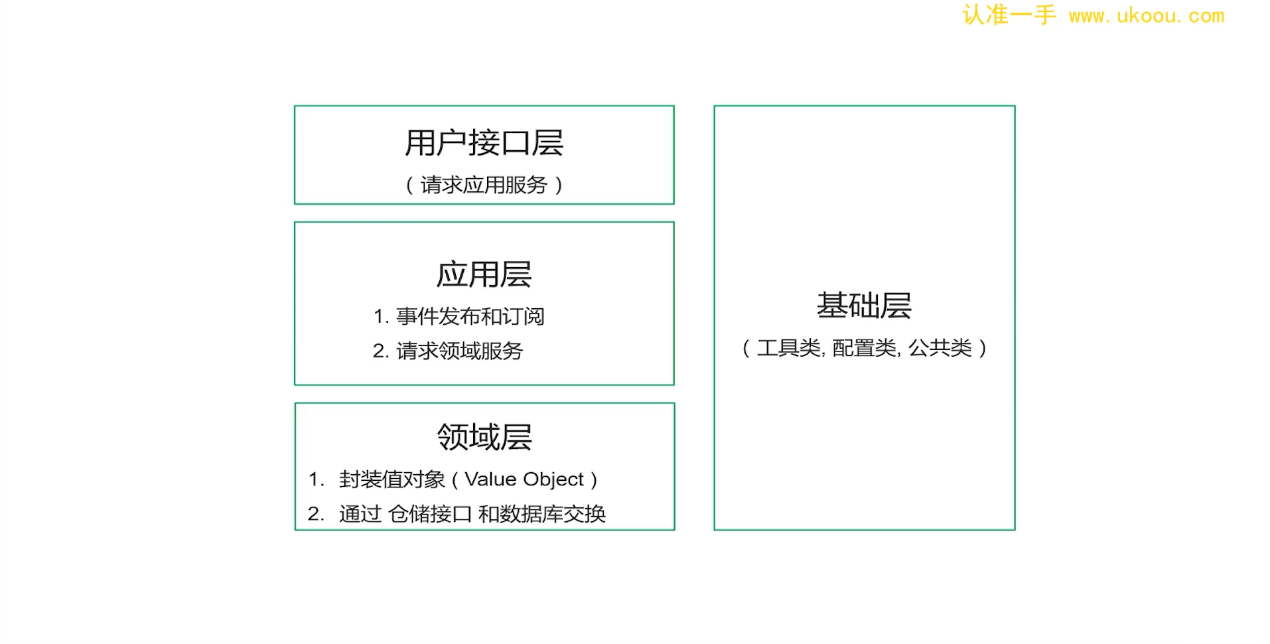 认准一手 www.ukoou.com
用户接口层
（请求应用服务）
应用层
1. 事件发布和订阅
2. 请求领域服务
领域层
1. 封装值对象（Value Object）
2. 通过 仓储接口 和数据库交换
基础层
（工具类, 配置类, 公共类）